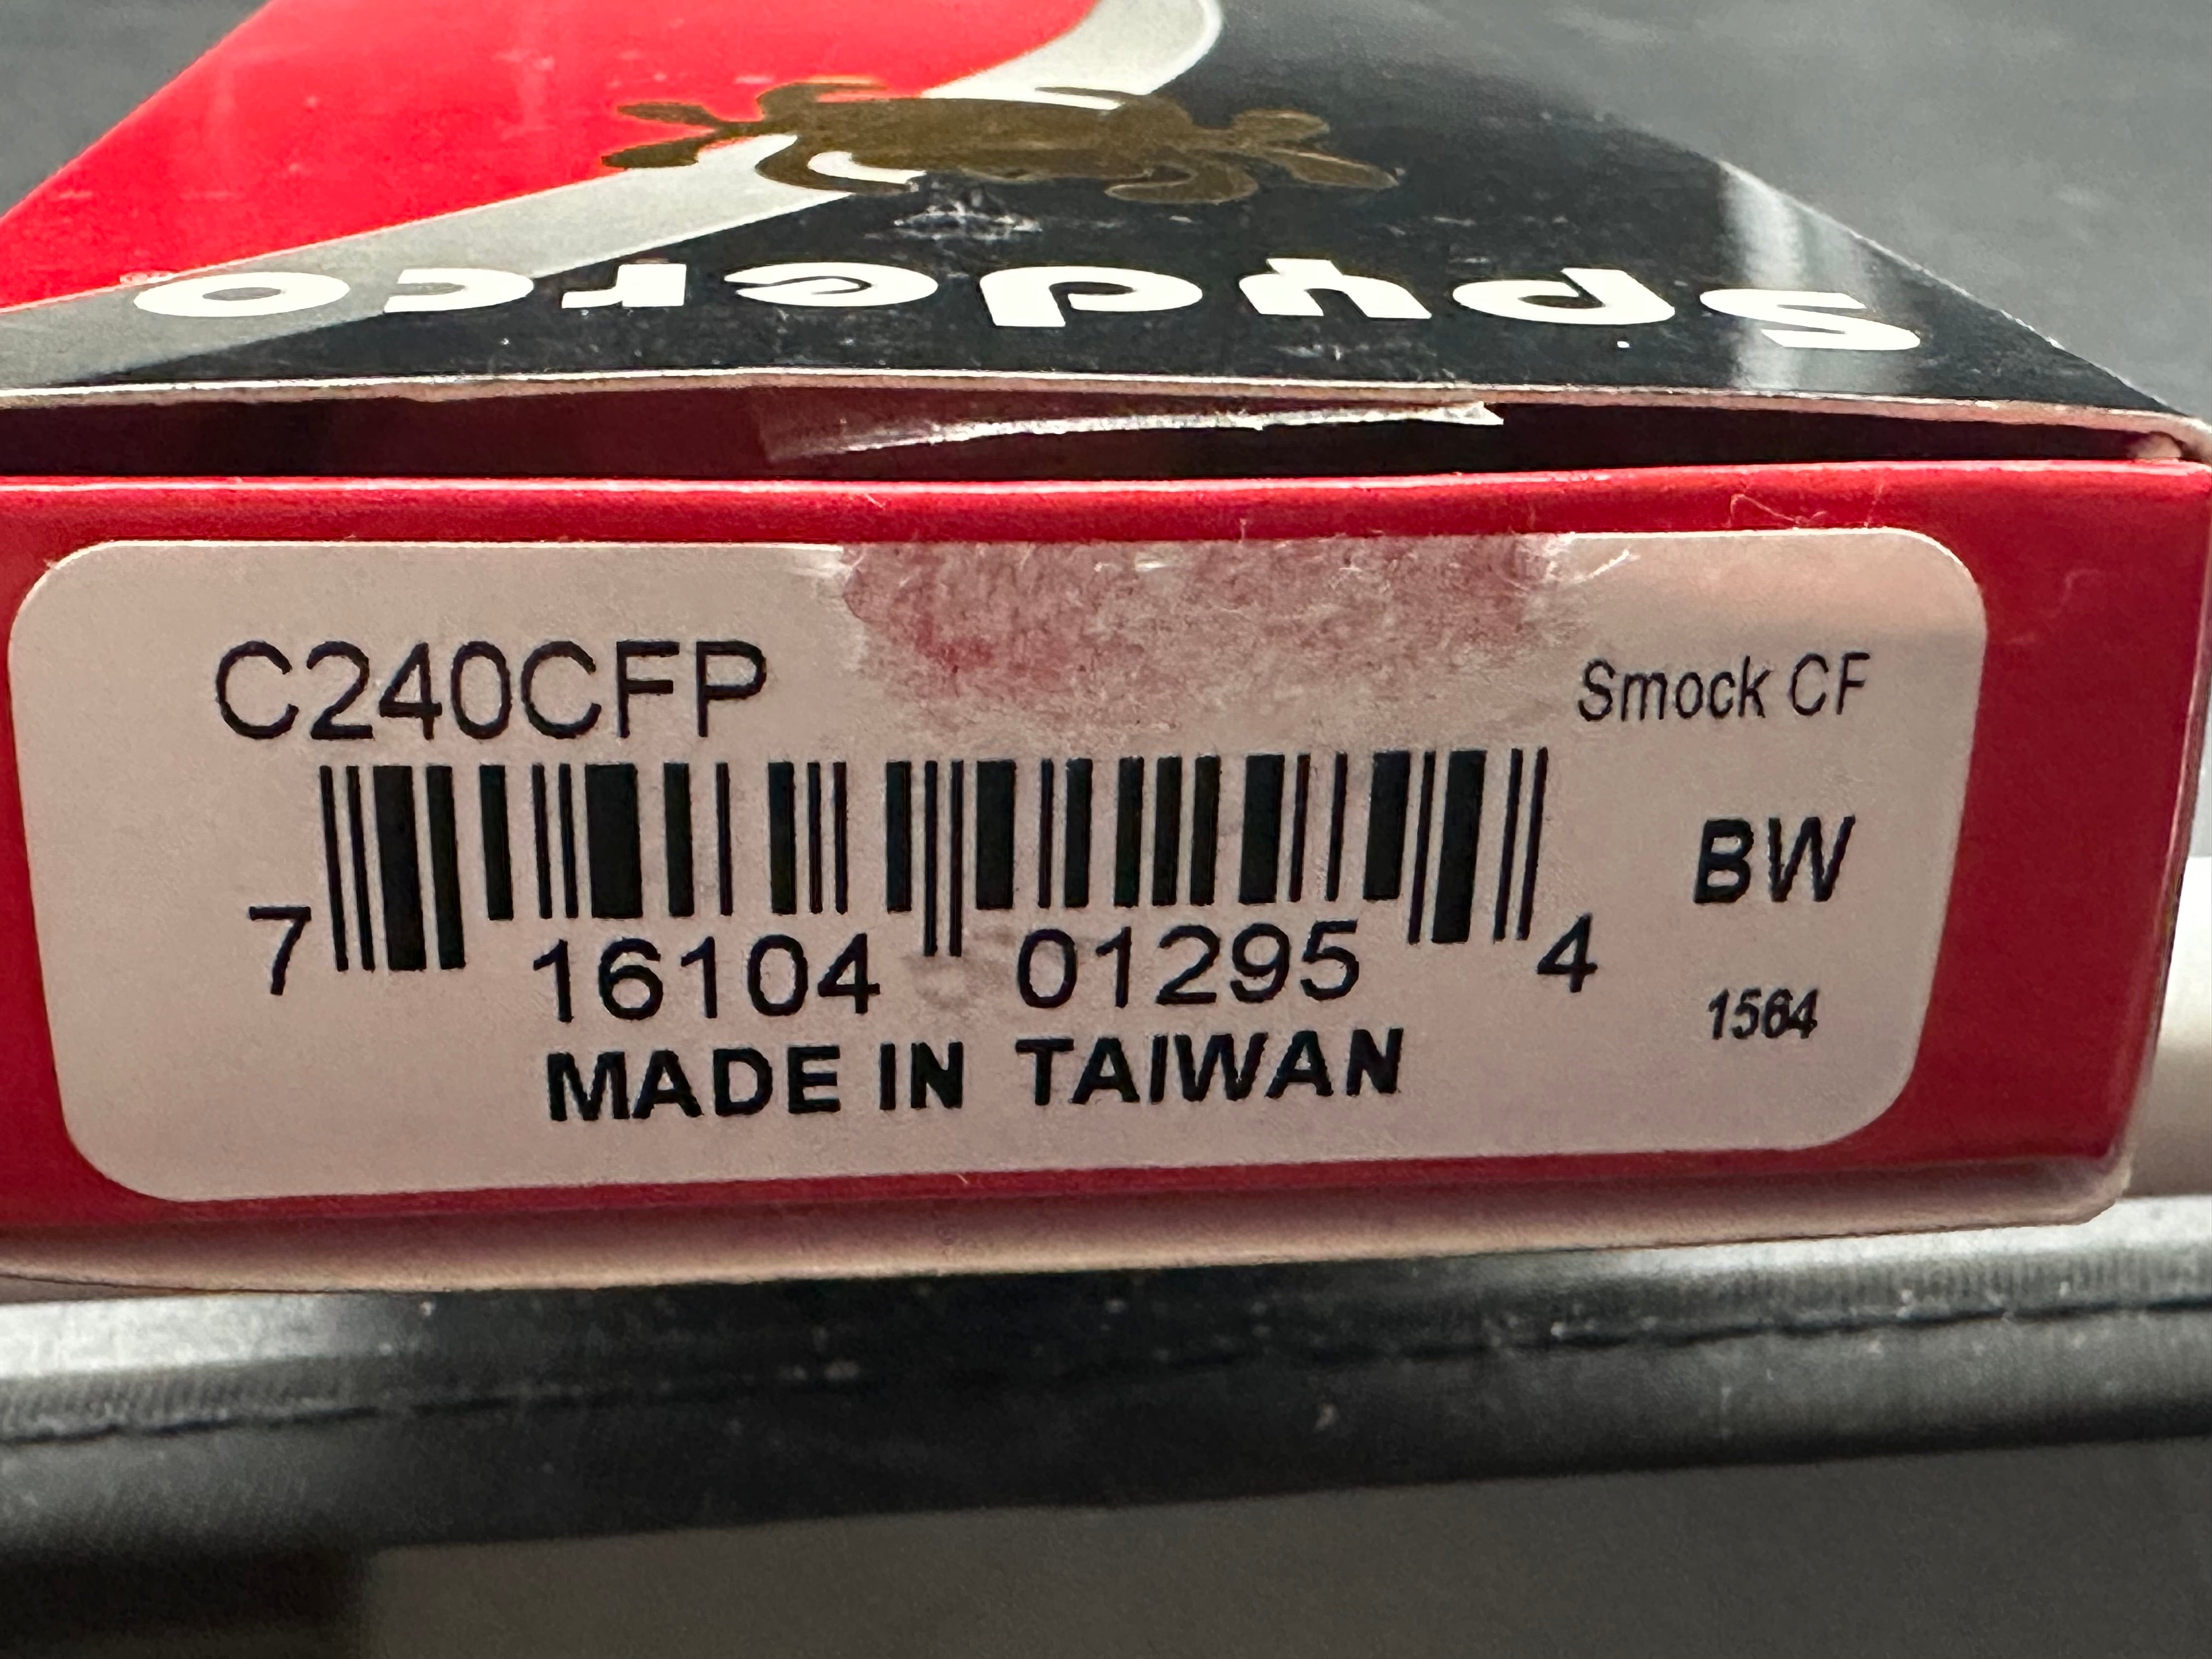 Spyderco
C240CFP
Smock CF
7 16104 01295 4
BW
1564
MADE IN TAIWAN